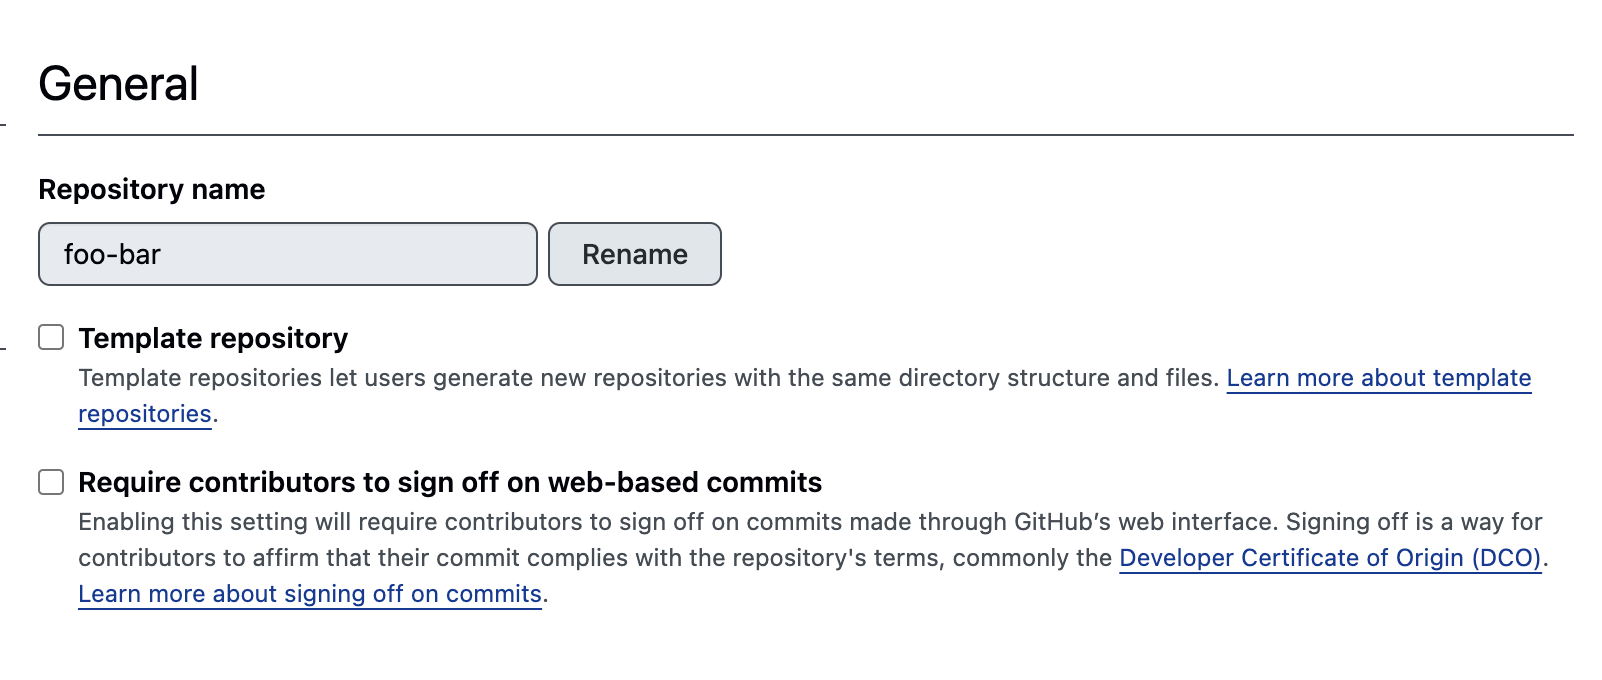 General
Repository name
foo-bar
Rename
Template repository
Template repositories let users generate new repositories with the same directory structure and files. Learn more about template
repositories.
Require contributors to sign off on web-based commits
Enabling this setting will require contributors to sign off on commits made through GitHub’s web interface. Signing off is a way for
contributors to affirm that their commit complies with the repository's terms, commonly the Developer Certificate of Origin (DCO).
Learn more about signing off on commits.